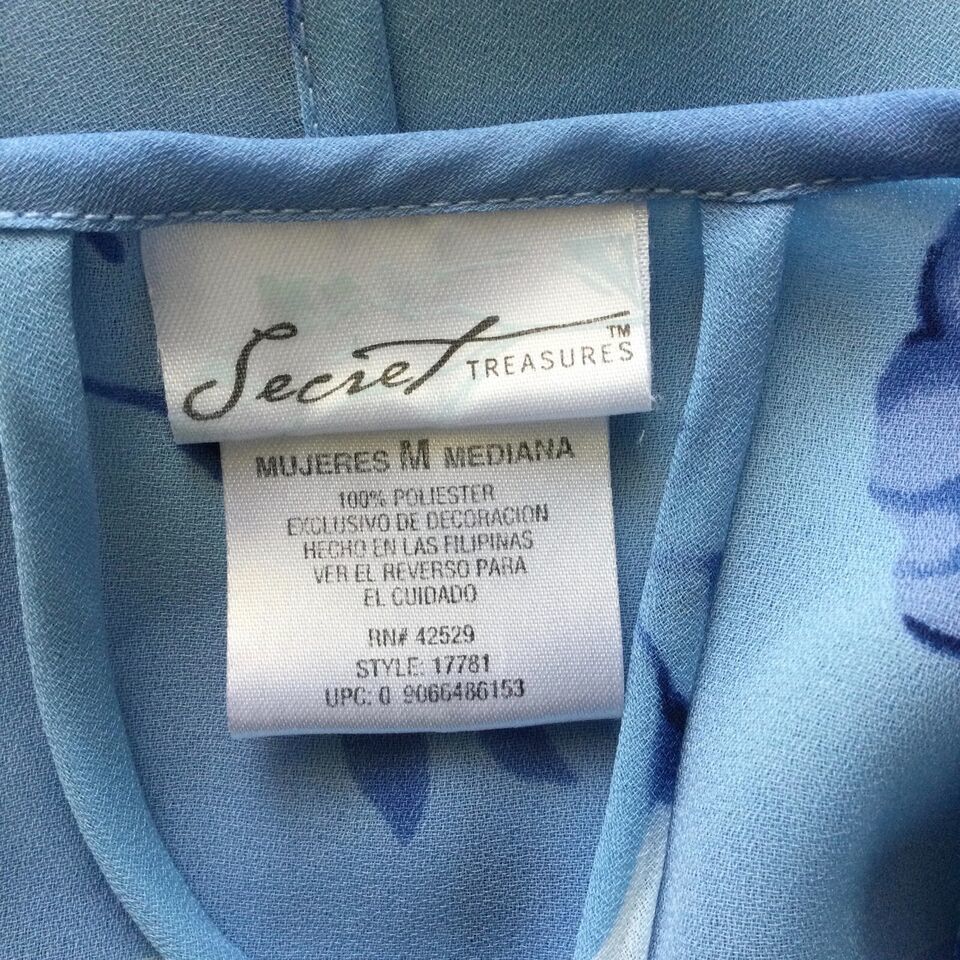 Secret TREASURES™
MUJERES M MEDIANA
100% POLIESTER
EXCLUSIVO DE DECORACION
HECHO EN LAS FILIPINAS
VER EL REVERSO PARA
EL CUIDADO
RN# 42529
STYLE: 17781
UPC: 0 9066486153